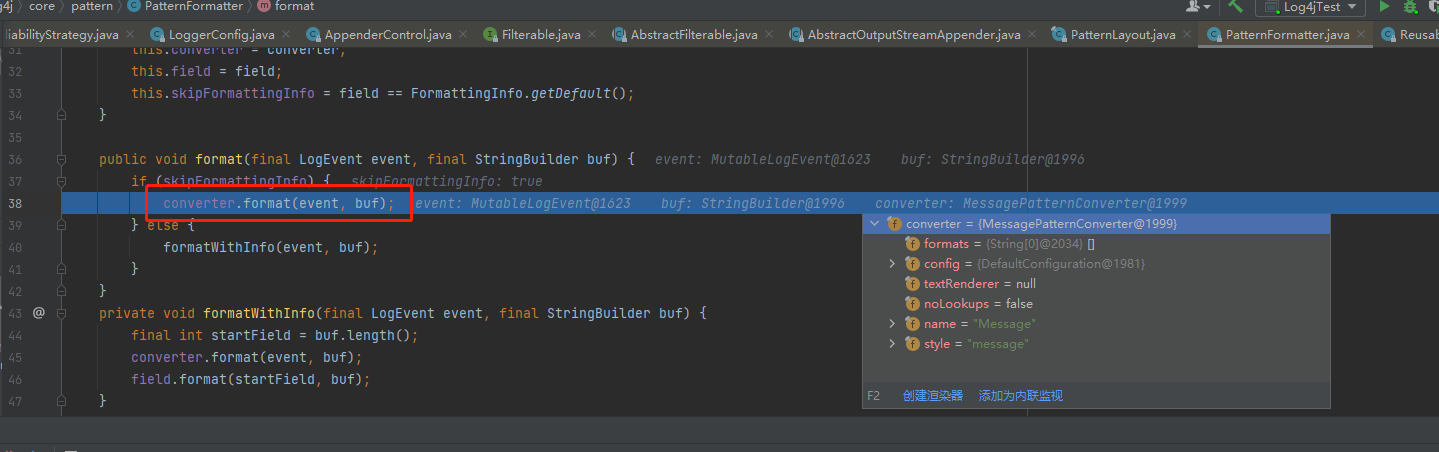 g4j › core › pattern › PatternFormatter › format Log4jTest
liabilityStrategy.java LoggerConfig.java AppenderControl.java Filterable.java AbstractFilterable.java AbstractOutputStreamAppender.java PatternLayout.java PatternFormatter.java Reusab
31 this.converter = converter;
32 this.field = field;
33 this.skipFormattingInfo = field == FormattingInfo.getDefault();
34 }
35
36 public void format(final LogEvent event, final StringBuilder buf) { event: MutableLogEvent@1623 buf: StringBuilder@1996
37 if (skipFormattingInfo) { skipFormattingInfo: true
38 converter.format(event, buf); event: MutableLogEvent@1623 buf: StringBuilder@1996 converter: MessagePatternConverter@1999
39 } else {
40 formatWithInfo(event, buf);
41 }
42 }
43 @ private void formatWithInfo(final LogEvent event, final StringBuilder buf) {
44 final int startField = buf.length();
45 converter.format(event, buf);
46 field.format(startField, buf);
47 }
converter = {MessagePatternConverter@1999}
formats = {String[0]@2034} []
config = {DefaultConfiguration@1981}
textRenderer = null
noLookups = false
name = "Message"
style = "message"
F2 创建渲染器 添加为内联监视